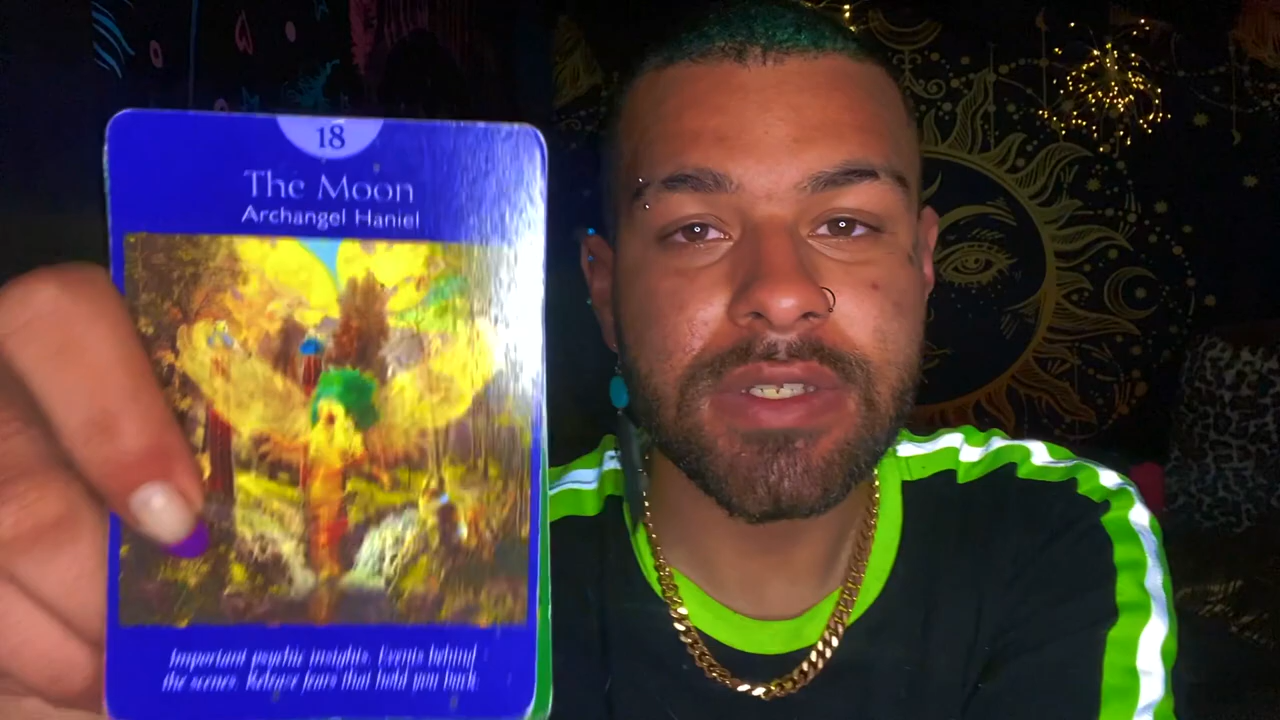 18
The Moon
Archangel Haniel
Important psychic insights. Events behind
the scenes. Release fears that hold you back.